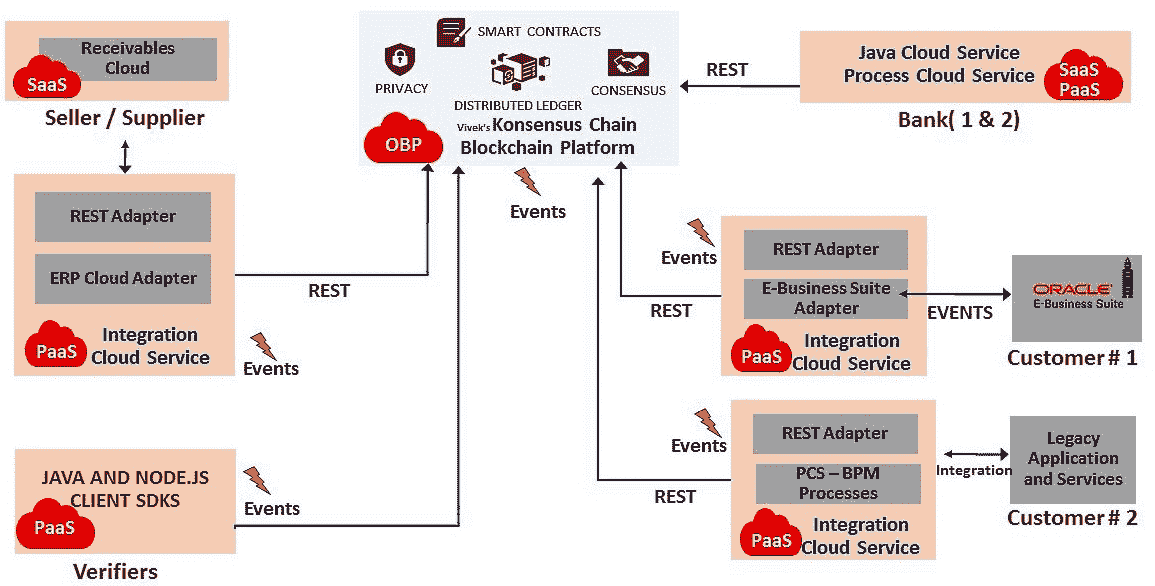 Receivables
Cloud
SaaS
Seller / Supplier
REST Adapter
ERP Cloud Adapter
PaaS
Integration
Cloud Service
REST
Events
JAVA AND NODE.JS
CLIENT SDKS
PaaS
Events
Verifiers
SMART CONTRACTS
PRIVACY
CONSENSUS
DISTRIBUTED LEDGER
Vivek's Konsensus Chain
Blockchain Platform
OBP
Events
REST
Java Cloud Service
Process Cloud Service
SaaS
PaaS
Bank( 1 & 2)
Events
REST Adapter
E-Business Suite
Adapter
REST
PaaS
Integration
Cloud Service
EVENTS
ORACLE'
E-Business Suite
Customer # 1
Events
REST Adapter
PCS – BPM
Processes
REST
PaaS
Integration
Cloud Service
Integration
Legacy
Application
and Services
Customer # 2